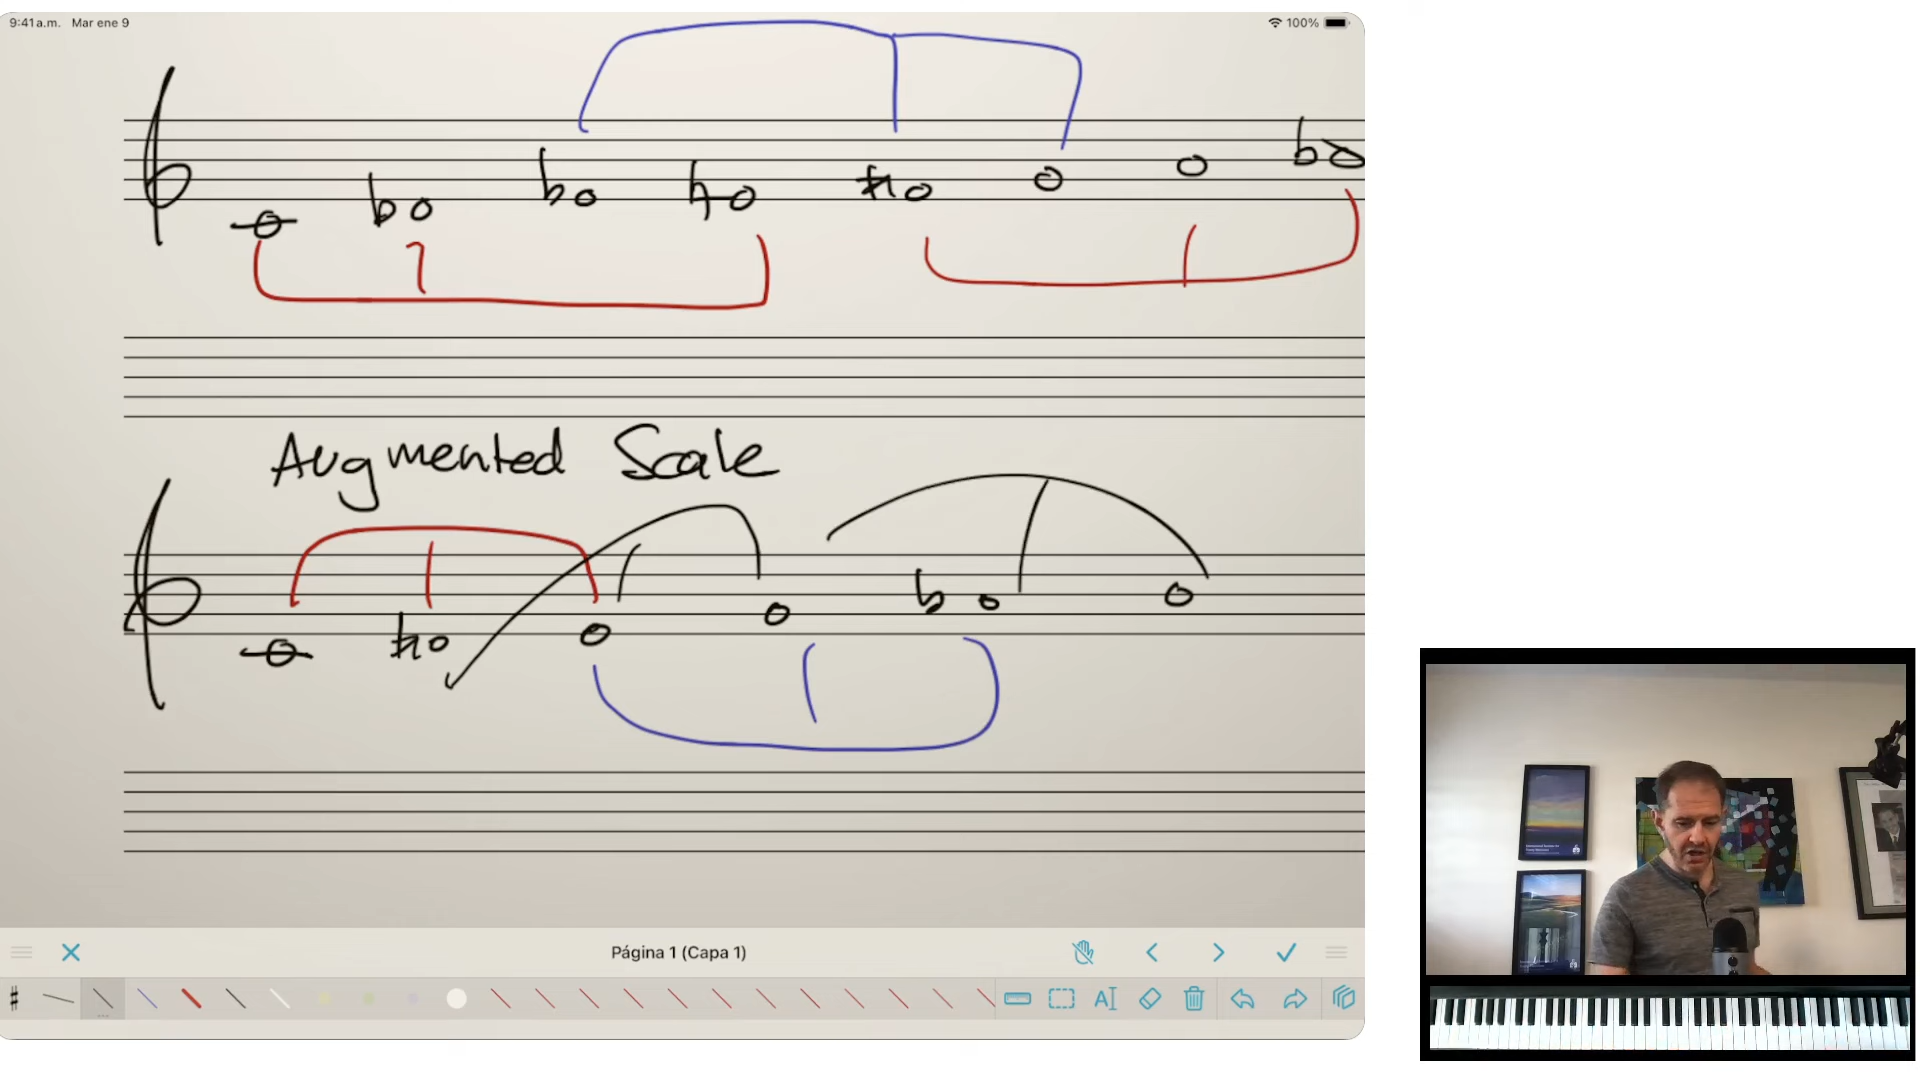 9:41 a.m. Mar ene 9
100%
Augmented Scale
Página 1 (Capa 1)